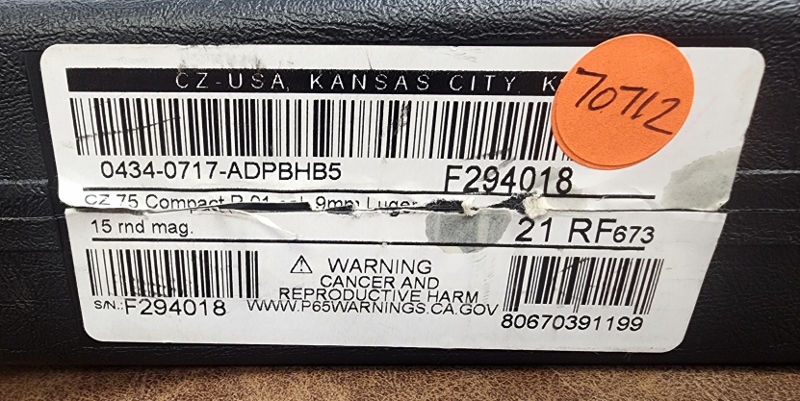 CZ-USA, KANSAS CITY, K
70712
0434-0717-ADPBHB5
F294018
CZ 75 Compact P-01 cal. 9mm Luger
15 rnd mag.
21 RF673
⚠ WARNING
CANCER AND
REPRODUCTIVE HARM
WWW.P65WARNINGS.CA.GOV
S/N.:F294018
80670391199